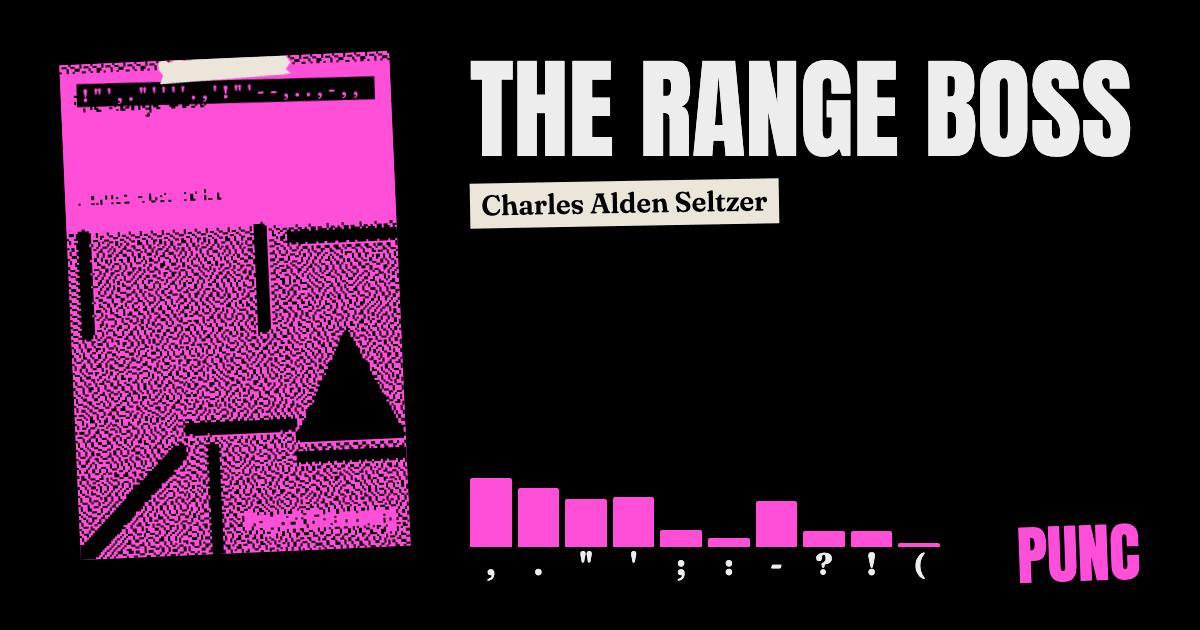 !"',."''''.,'!"'--,..,-,,
THE RANGE BOSS
Charles Alden Seltzer
, . " ' ; : - ? ! (
PUNC